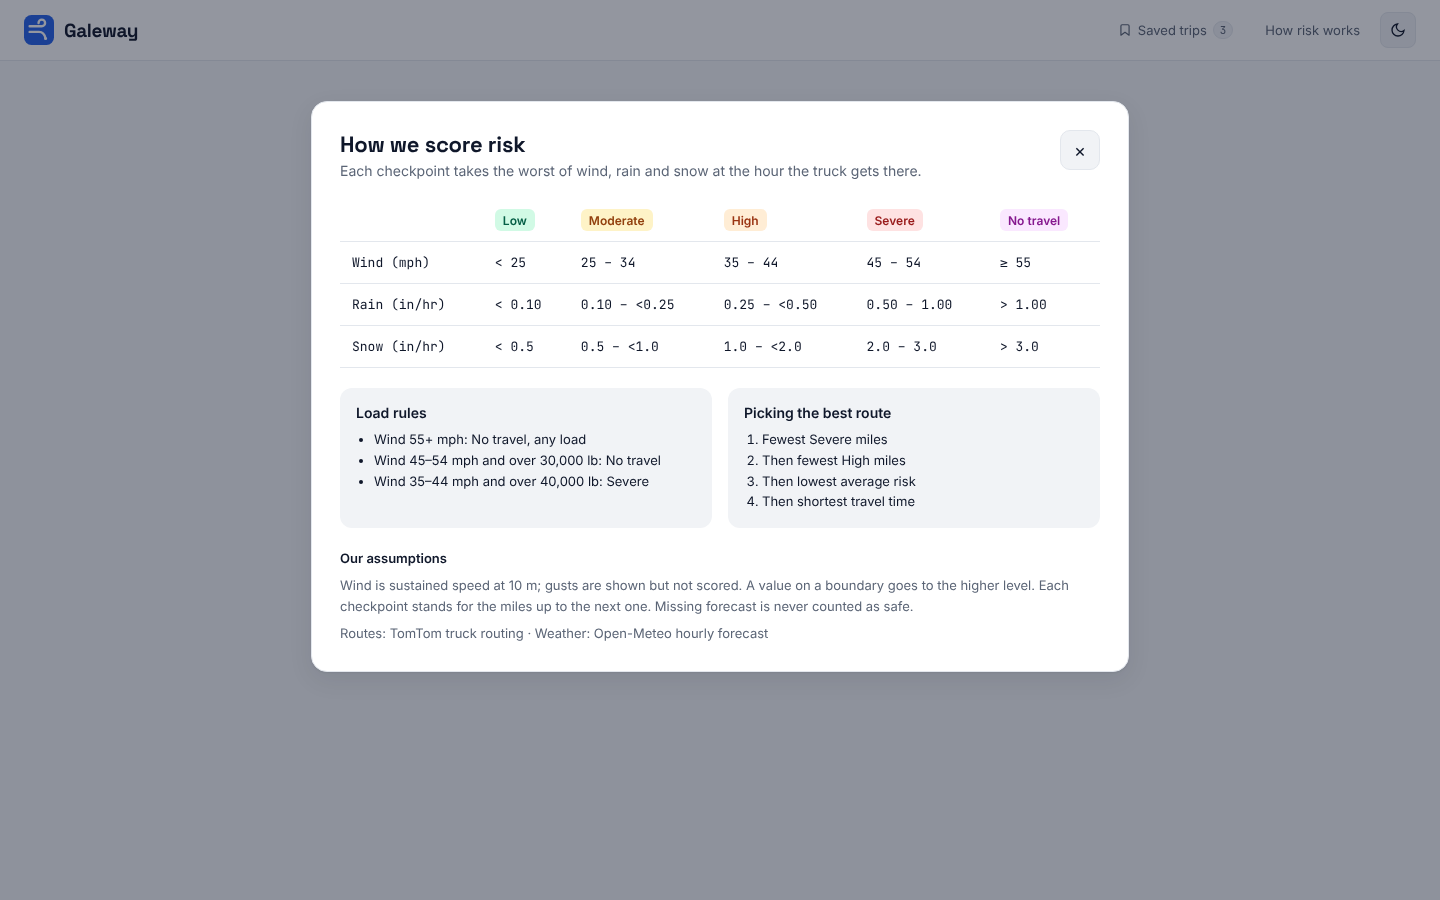 Galeway
Saved trips 3
How risk works
How we score risk
Each checkpoint takes the worst of wind, rain and snow at the hour the truck gets there.
×
Low Moderate High Severe No travel
Wind (mph) < 25 25 – 34 35 – 44 45 – 54 ≥ 55
Rain (in/hr) < 0.10 0.10 – <0.25 0.25 – <0.50 0.50 – 1.00 > 1.00
Snow (in/hr) < 0.5 0.5 – <1.0 1.0 – <2.0 2.0 – 3.0 > 3.0
Load rules
• Wind 55+ mph: No travel, any load
• Wind 45–54 mph and over 30,000 lb: No travel
• Wind 35–44 mph and over 40,000 lb: Severe
Picking the best route
1. Fewest Severe miles
2. Then fewest High miles
3. Then lowest average risk
4. Then shortest travel time
Our assumptions
Wind is sustained speed at 10 m; gusts are shown but not scored. A value on a boundary goes to the higher level. Each
checkpoint stands for the miles up to the next one. Missing forecast is never counted as safe.
Routes: TomTom truck routing · Weather: Open-Meteo hourly forecast